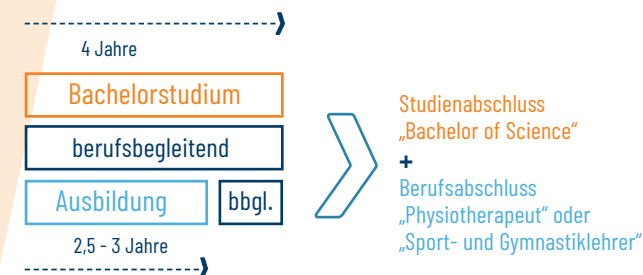 4 Jahre
Bachelorstudium
berufsbegleitend
Ausbildung
bbgl.
2,5 - 3 Jahre
Studienabschluss
„Bachelor of Science“
+
Berufsabschluss
„Physiotherapeut“ oder
„Sport- und Gymnastiklehrer“